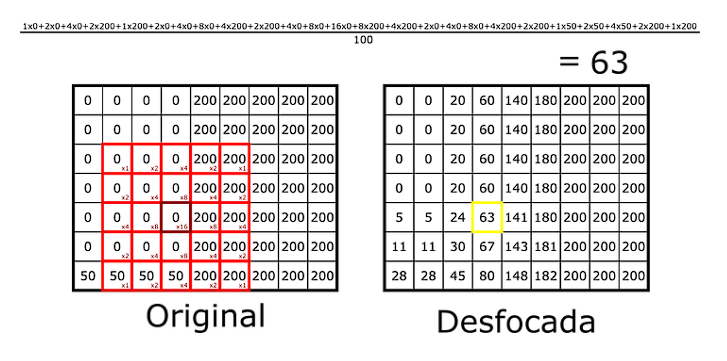 1x0+2x0+4x0+2x200+1x200+2x0+4x0+8x0+4x200+2x200+4x0+8x0+16x0+8x200+4x200+2x0+4x0+8x0+4x200+2x200+1x50+2x50+4x50+2x200+1x200
100
= 63
0 0 0 0 200 200 200 200 200
0 0 0 0 200 200 200 200 200
0 0 0 0 200 200 200 200 200
x1 x2 x4 x2 x1
0 0 0 0 200 200 200 200 200
x2 x4 x8 x4 x2
0 0 0 0 200 200 200 200 200
x4 x8 x16 x8 x4
0 0 0 0 200 200 200 200 200
x2 x4 x8 x4 x2
50 50 50 50 200 200 200 200 200
x1 x2 x4 x2 x1
Original
0 0 20 60 140 180 200 200 200
0 0 20 60 140 180 200 200 200
0 0 20 60 140 180 200 200 200
0 0 20 60 140 180 200 200 200
5 5 24 63 141 180 200 200 200
11 11 30 67 143 181 200 200 200
28 28 45 80 148 182 200 200 200
Desfocada